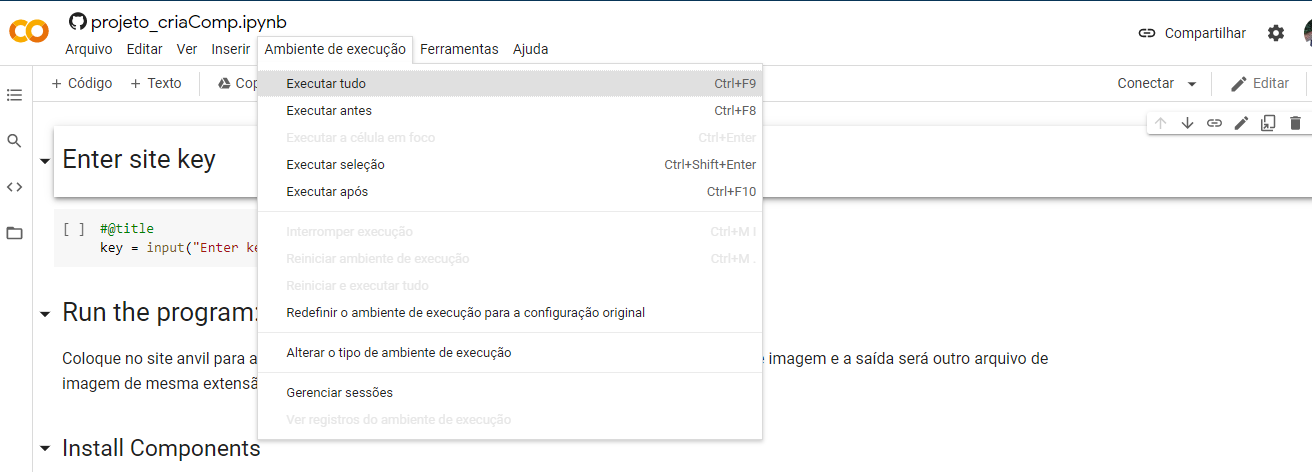 projeto_criaComp.ipynb
Compartilhar
Arquivo Editar Ver Inserir Ambiente de execução Ferramentas Ajuda
+ Código + Texto Cop
Conectar Editar
Executar tudo Ctrl+F9
Executar antes Ctrl+F8
Executar a célula em foco Ctrl+Enter
Executar seleção Ctrl+Shift+Enter
Executar após Ctrl+F10
Interromper execução Ctrl+M I
Reiniciar ambiente de execução Ctrl+M .
Reiniciar e executar tudo
Redefinir o ambiente de execução para a configuração original
Alterar o tipo de ambiente de execução
Gerenciar sessões
Ver registros do ambiente de execução
Enter site key
[ ] #@title
key = input("Enter ke
Run the program:
Coloque no site anvil para a
imagem e a saída será outro arquivo de
imagem de mesma extensã
Install Components